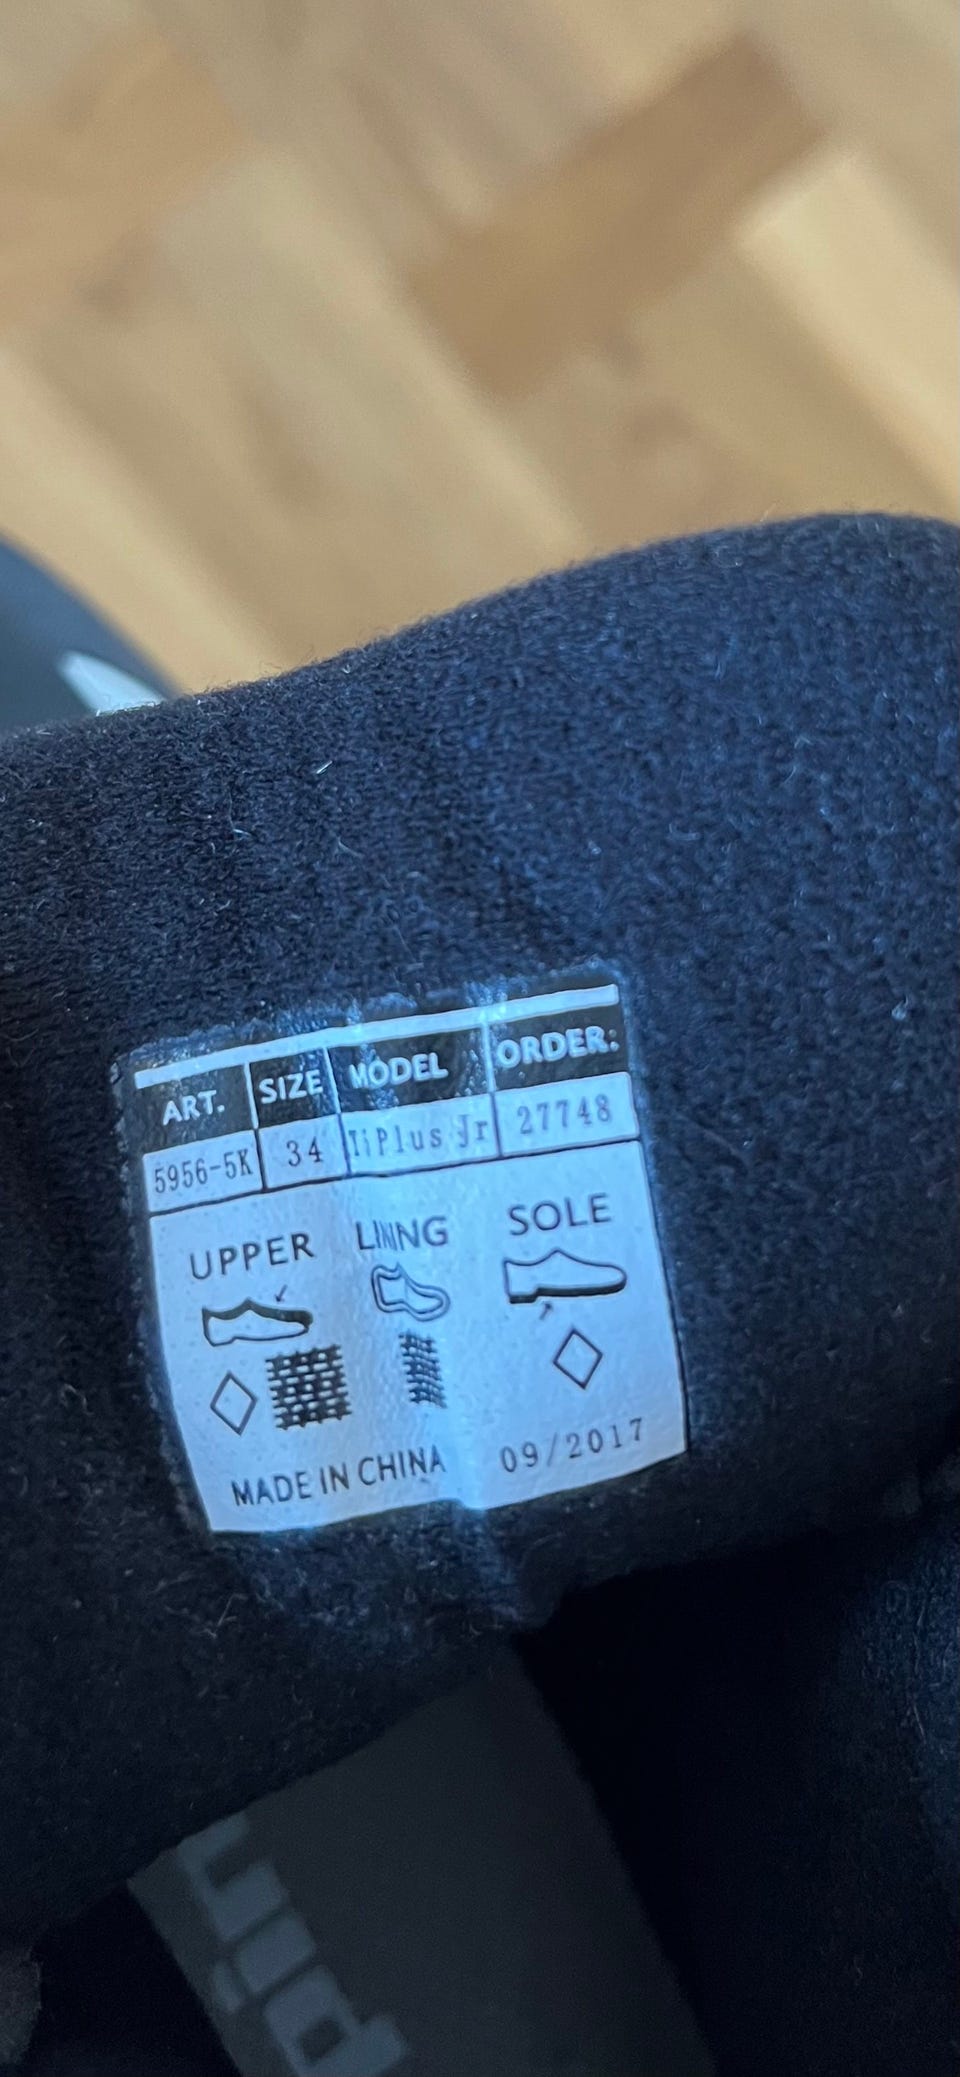 ART. SIZE MODEL ORDER:
5956-5K 34 TiPlus Jr 27748
UPPER LINING SOLE
MADE IN CHINA 09/2017